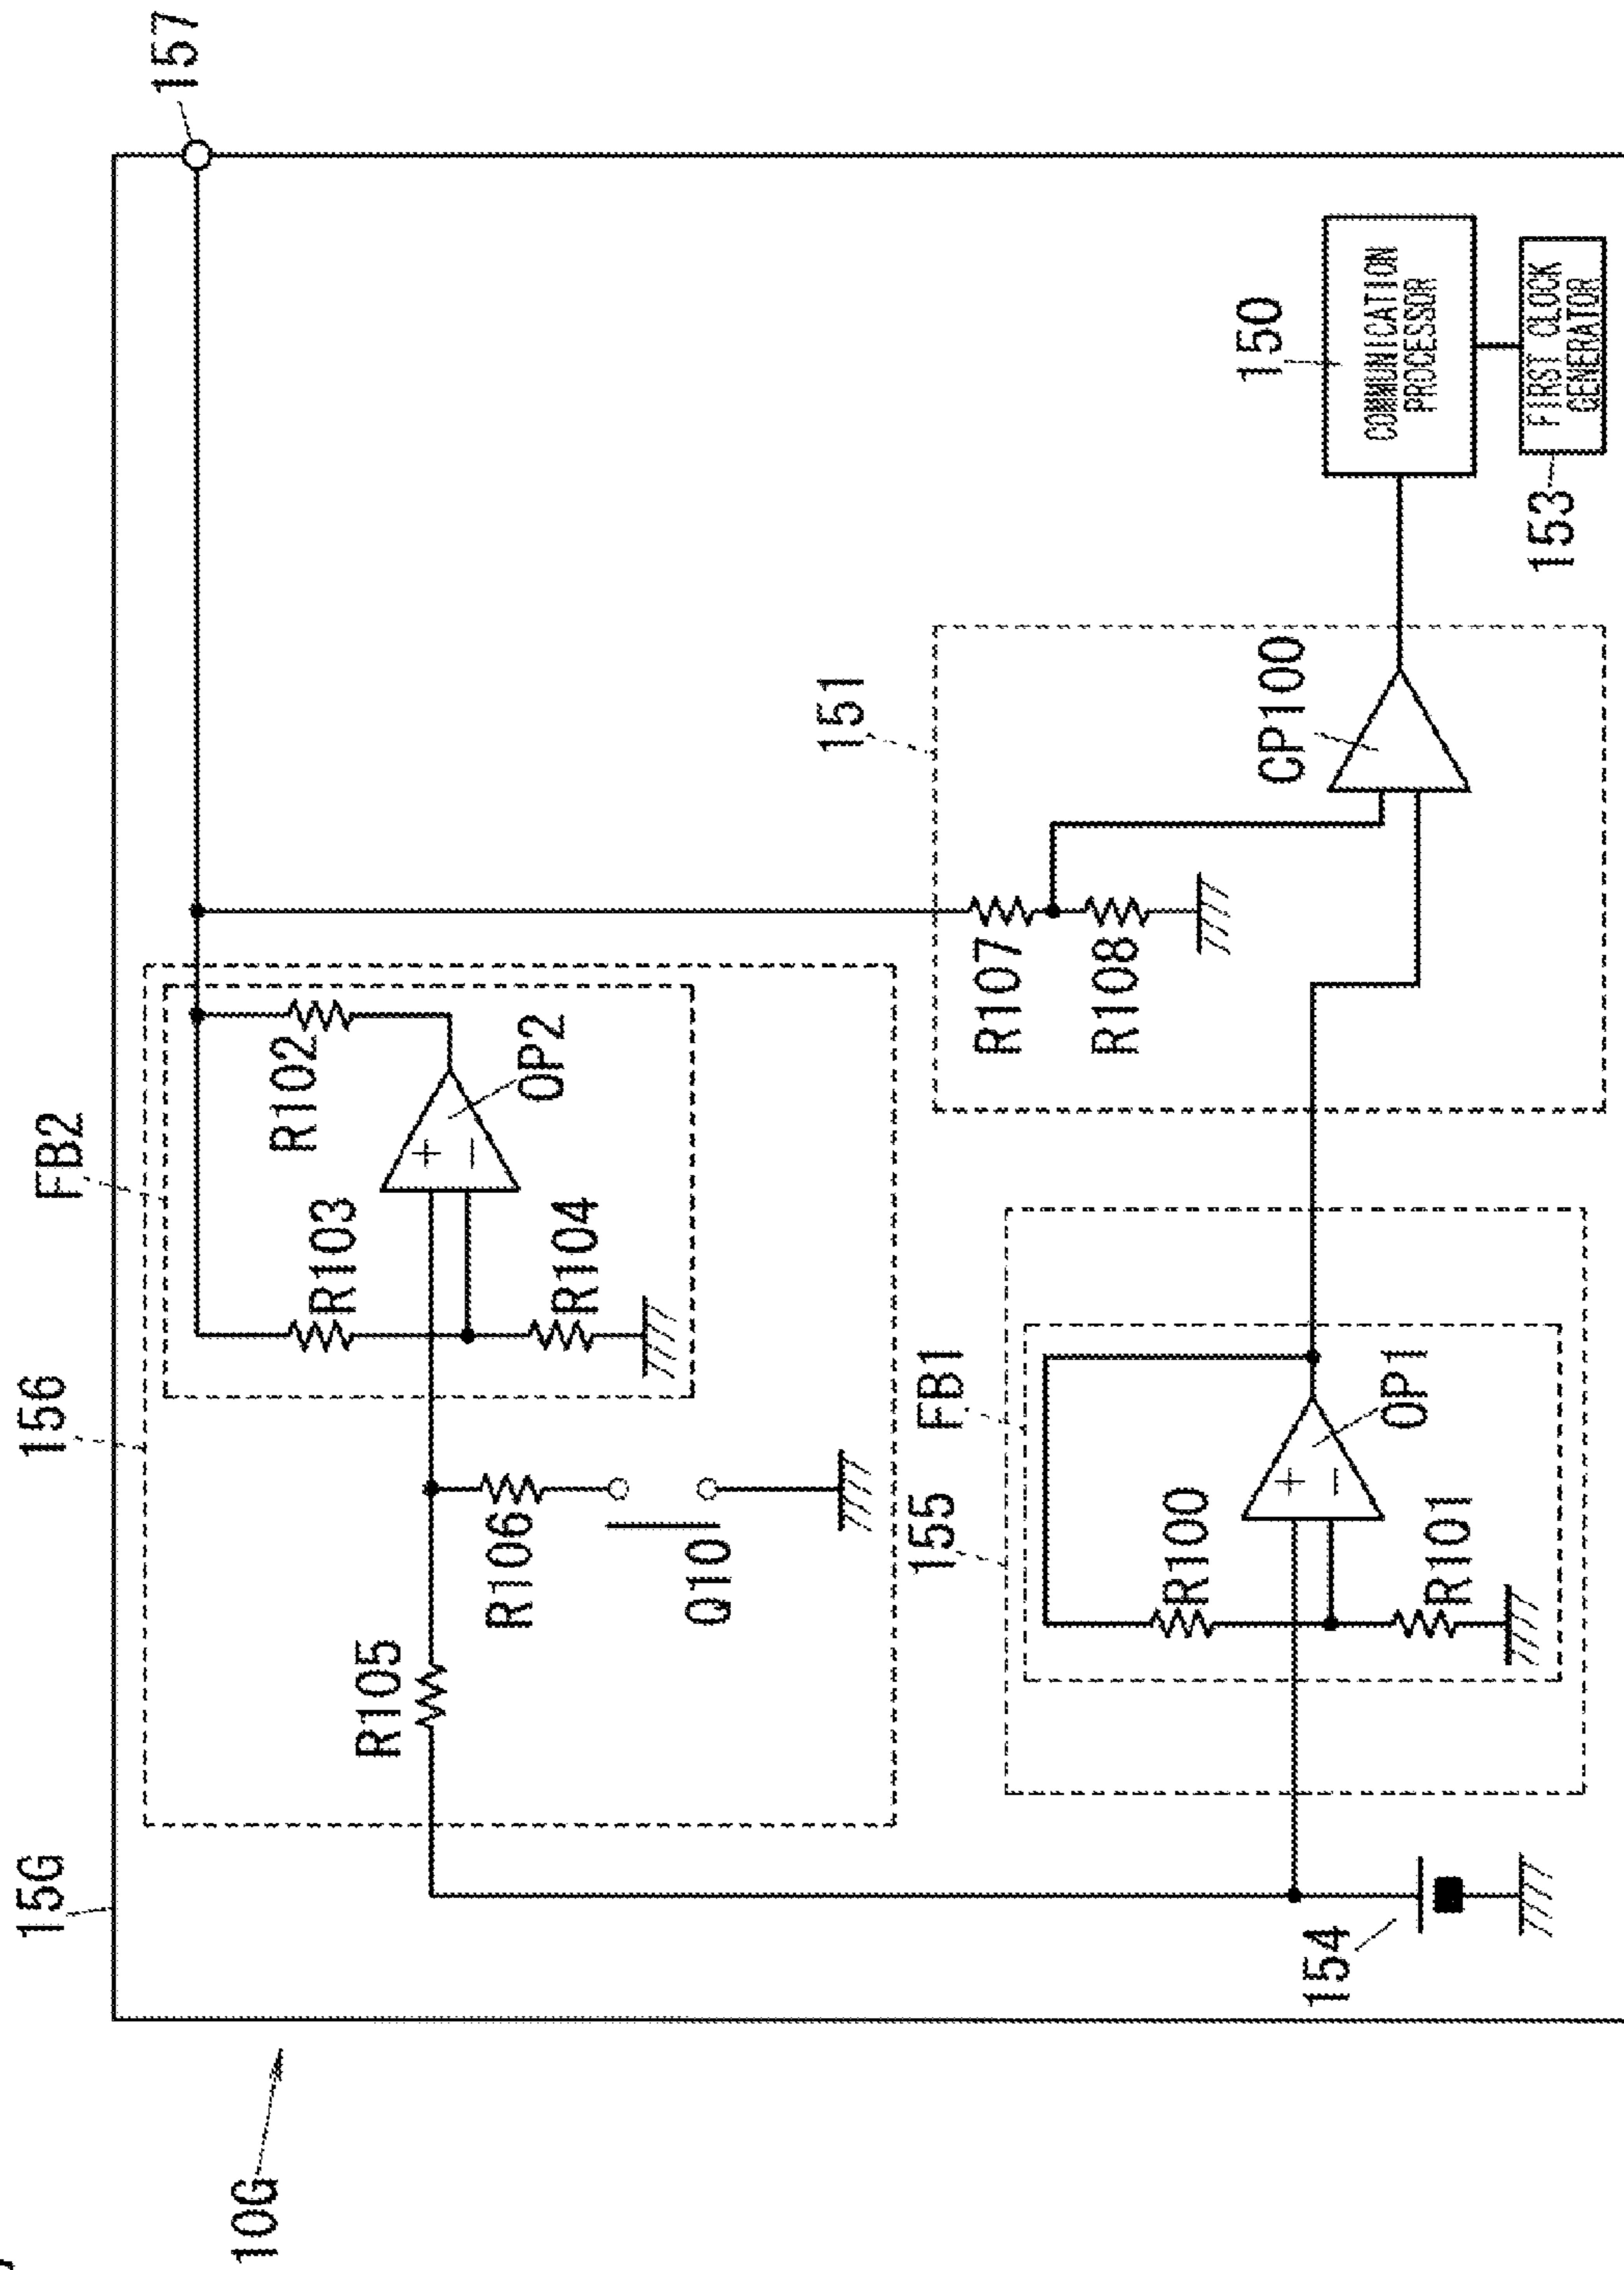 10G
15G
156
FB2
157
R105
R106
Q10
R103
R104
R102
OP2
+
−
151
R107
R108
CP100
150
COMMUNICATION
PROCESSOR
FIRST CLOCK
GENERATOR
153
154
155
FB1
R100
R101
OP1
+
−